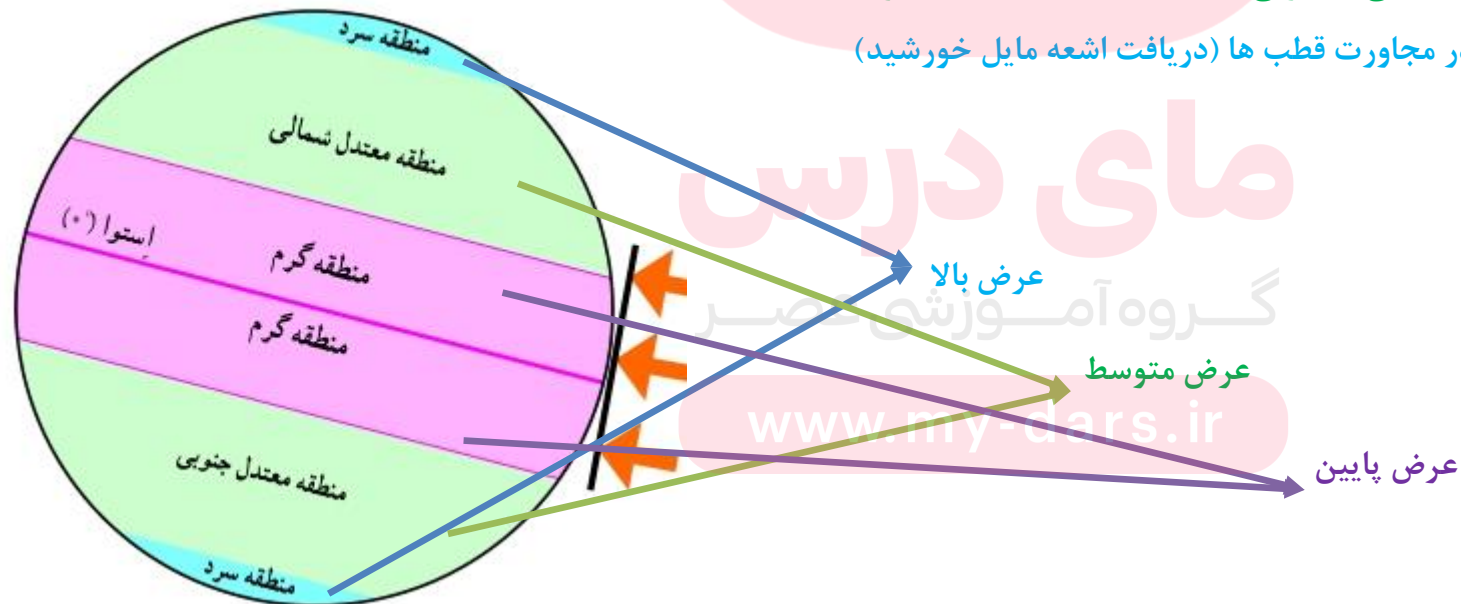 ر مجاورت قطب ها (دریافت اشعه مایل خورشید)
منطقه سرد
منطقه معتدل شمالی
استوا (۰°)
منطقه گرم
منطقه گرم
منطقه معتدل جنوبی
منطقه سرد
عرض بالا
عرض متوسط
عرض پایین
مای درس
گروه آموزشی عصر
www.my-dars.ir